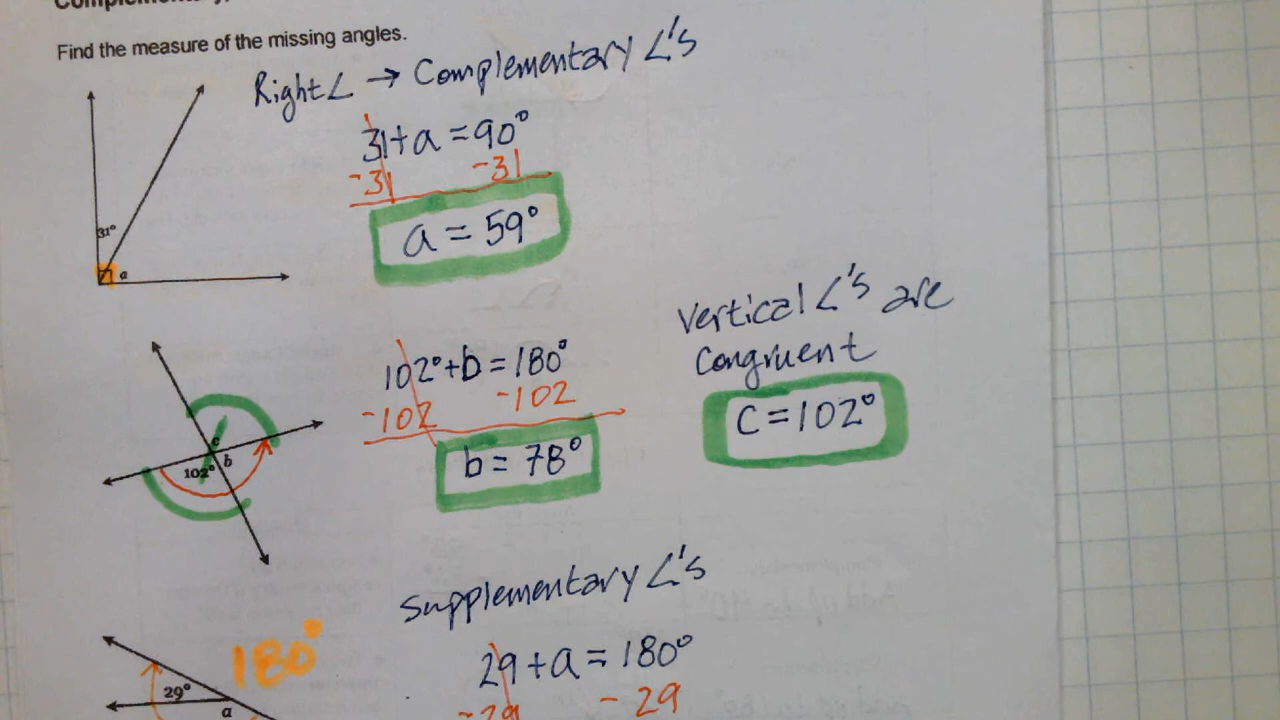 Find the measure of the missing angles.
Right∠ → Complementary ∠'s
31+a = 90°
-31 -31
a = 59°
31°
a
Vertical ∠'s are
Congruent
C = 102°
102°+b = 180°
-102 -102
b = 78°
c
102° b
Supplementary ∠'s
180°
29 + a = 180°
-29 -29
29°
a